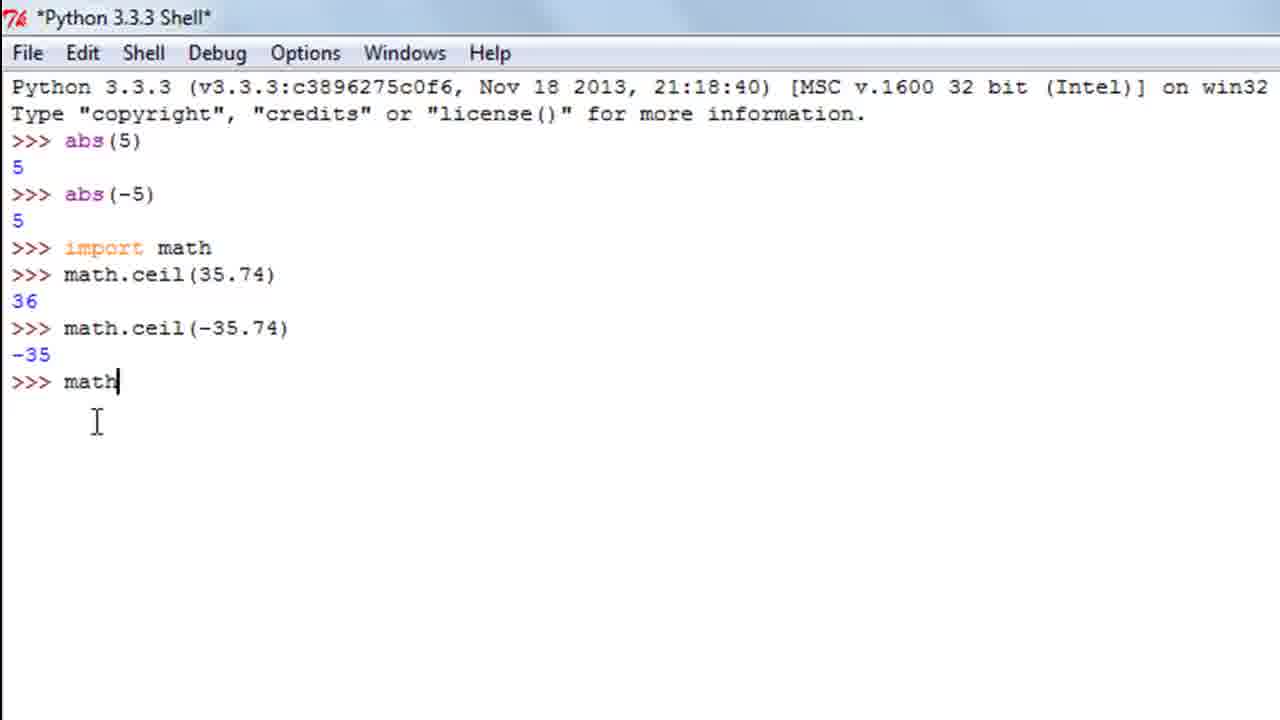 *Python 3.3.3 Shell*
File Edit Shell Debug Options Windows Help
Python 3.3.3 (v3.3.3:c3896275c0f6, Nov 18 2013, 21:18:40) [MSC v.1600 32 bit (Intel)] on win32
Type "copyright", "credits" or "license()" for more information.
>>> abs(5)
5
>>> abs(-5)
5
>>> import math
>>> math.ceil(35.74)
36
>>> math.ceil(-35.74)
-35
>>> math